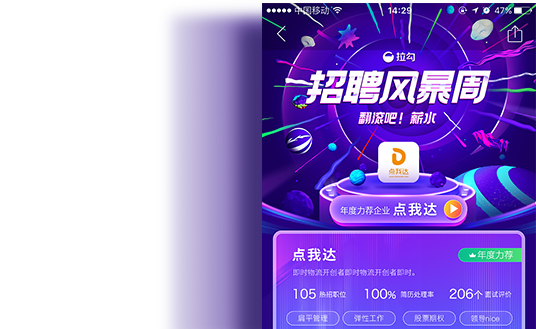 中国移动 14:29 47%
拉勾
招聘风暴周
翻滚吧！薪水
点我达
年度力荐企业 点我达
点我达 年度力荐
即时物流开创者即时物流开创者即时。
105 热招职位 100% 简历处理率 206个 面试评价
扁平管理 弹性工作 股票期权 领导nice